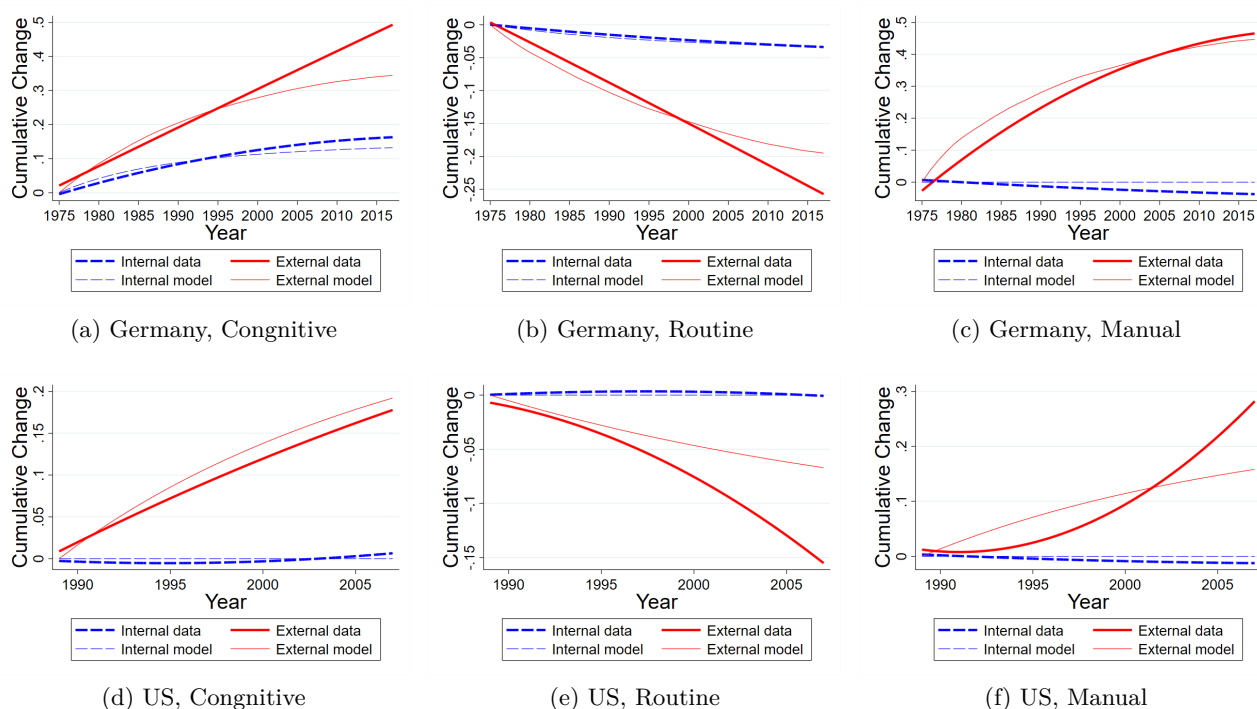 Cumulative Change
.5
.4
.3
.2
.1
0
1975 1980 1985 1990 1995 2000 2005 2010 2015
Year
Internal data External data
Internal model External model
(a) Germany, Congnitive
Cumulative Change
0
-.05
-.1
-.15
-.2
-.25
1975 1980 1985 1990 1995 2000 2005 2010 2015
Year
Internal data External data
Internal model External model
(b) Germany, Routine
Cumulative Change
.5
.4
.3
.2
.1
0
1975 1980 1985 1990 1995 2000 2005 2010 2015
Year
Internal data External data
Internal model External model
(c) Germany, Manual
Cumulative Change
.2
.15
.1
.05
0
1990 1995 2000 2005
Year
Internal data External data
Internal model External model
(d) US, Congnitive
Cumulative Change
0
-.05
-.1
-.15
1990 1995 2000 2005
Year
Internal data External data
Internal model External model
(e) US, Routine
Cumulative Change
.3
.2
.1
0
1990 1995 2000 2005
Year
Internal data External data
Internal model External model
(f) US, Manual